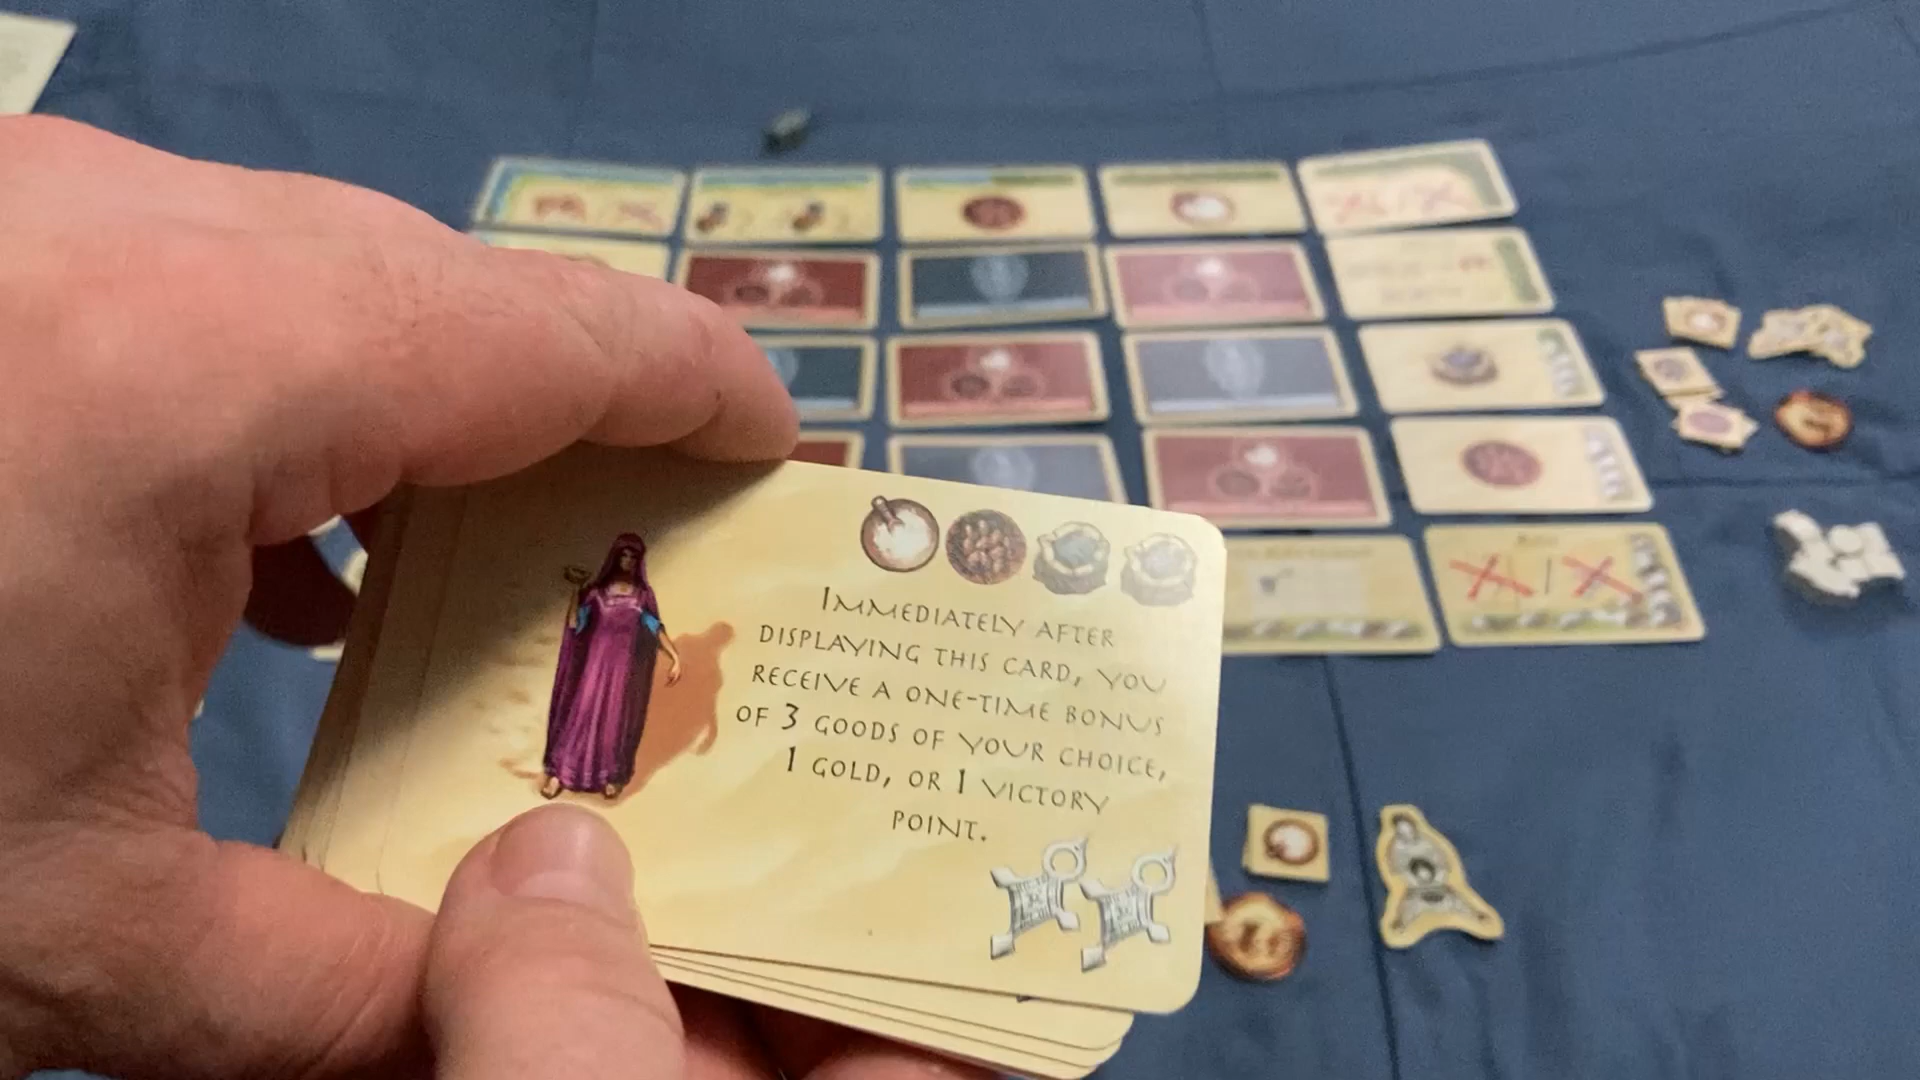 IMMEDIATELY AFTER
DISPLAYING THIS CARD, YOU
RECEIVE A ONE-TIME BONUS
OF 3 GOODS OF YOUR CHOICE,
1 GOLD, OR 1 VICTORY
POINT.